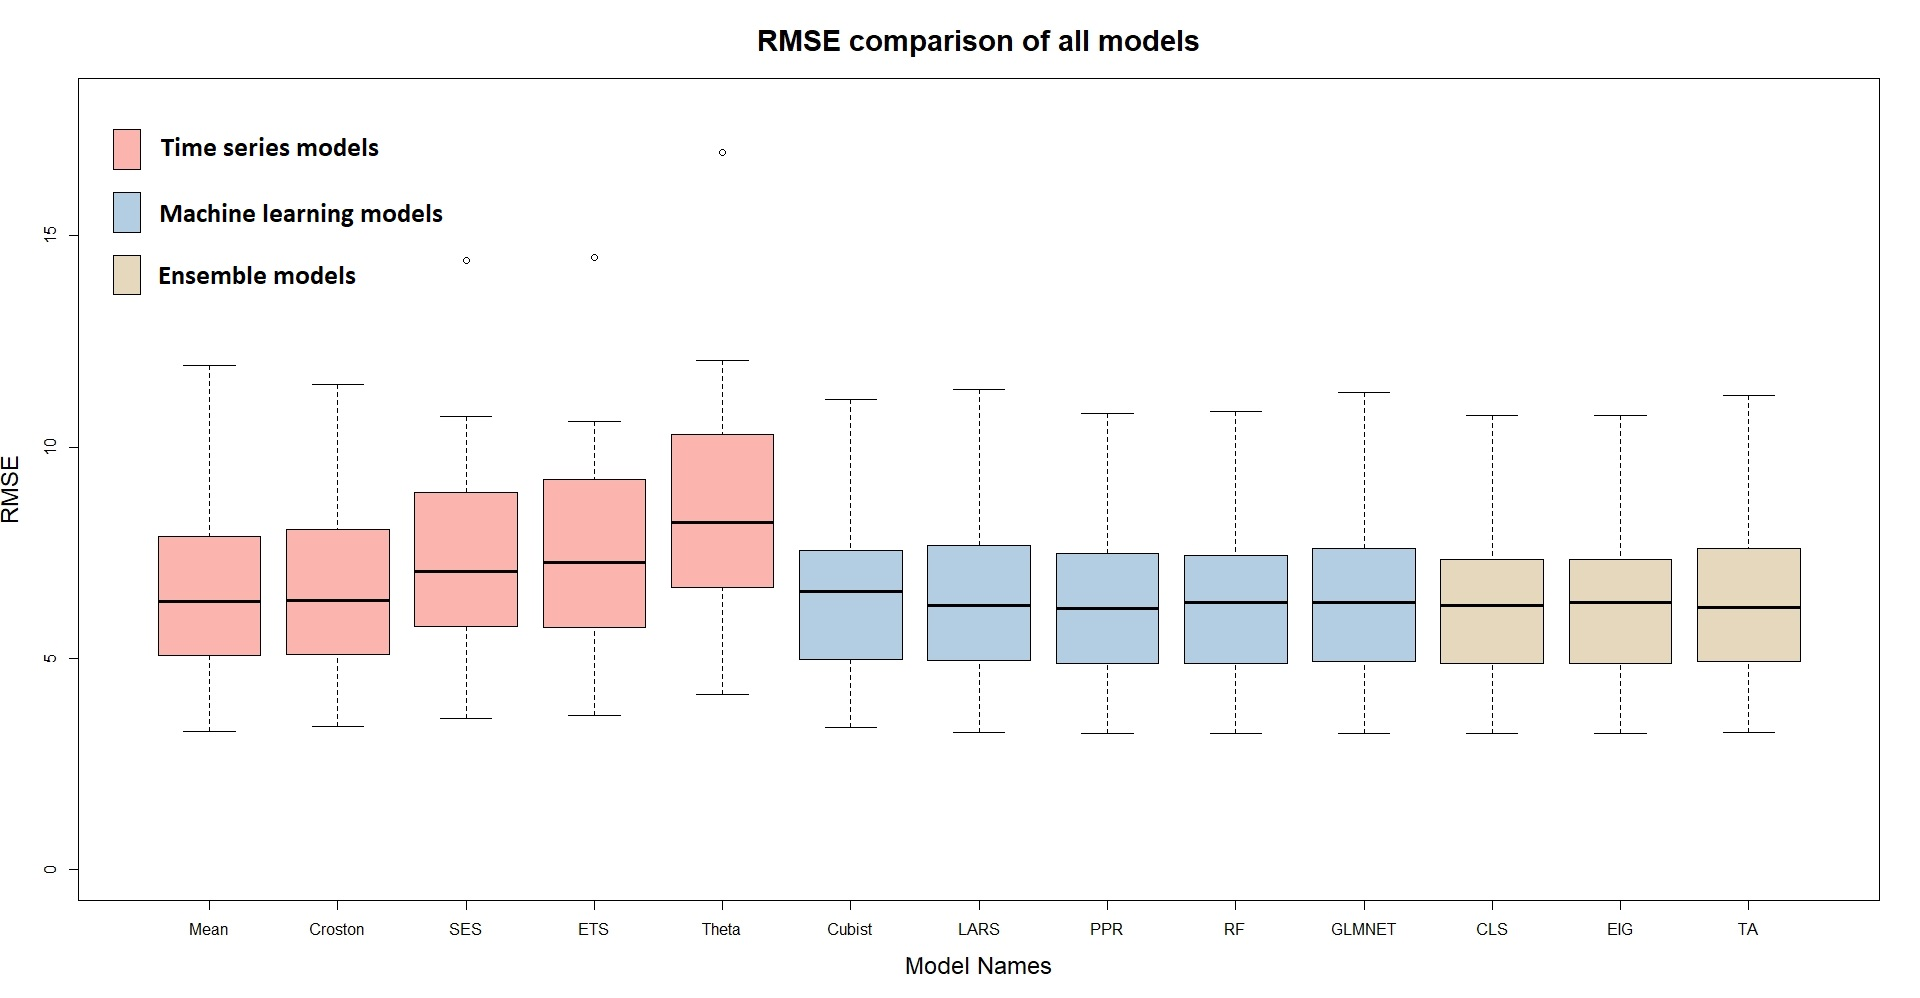 RMSE comparison of all models
Time series models
Machine learning models
Ensemble models
15
10
5
0
RMSE
Mean Croston SES ETS Theta Cubist LARS PPR RF GLMNET CLS EIG TA
Model Names